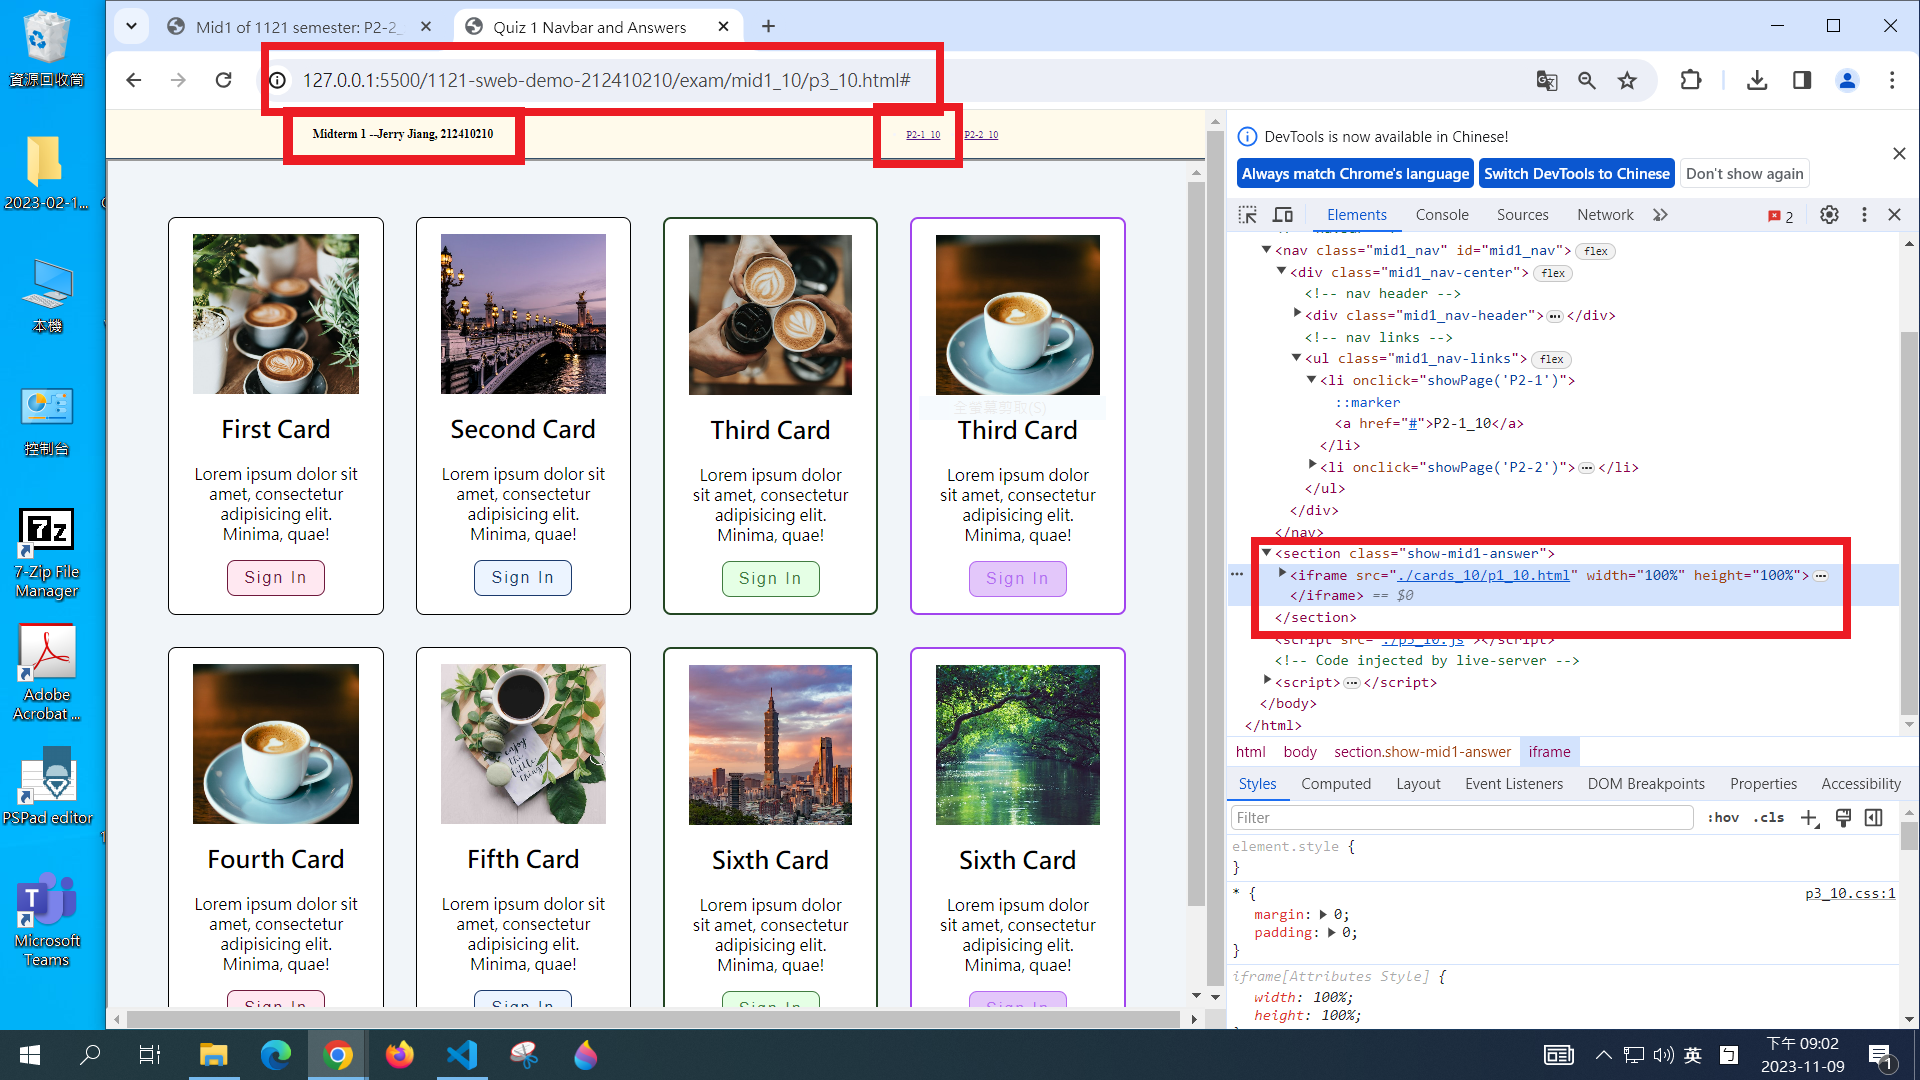 資源回收筒
2023-02-1...
本機
控制台
7-Zip File
Manager
Adobe
Acrobat ...
PSPad editor
Microsoft
Teams
Mid1 of 1121 semester: P2-2_
Quiz 1 Navbar and Answers
127.0.0.1:5500/1121-sweb-demo-212410210/exam/mid1_10/p3_10.html#
Midterm 1 --Jerry Jiang, 212410210
P2-1_10
P2-2_10
First Card
Lorem ipsum dolor sit
amet, consectetur
adipisicing elit.
Minima, quae!
Sign In
Second Card
Lorem ipsum dolor sit
amet, consectetur
adipisicing elit.
Minima, quae!
Sign In
Third Card
Lorem ipsum dolor
sit amet, consectetur
adipisicing elit.
Minima, quae!
Sign In
全螢幕剪取(S)
Third Card
Lorem ipsum dolor
sit amet, consectetur
adipisicing elit.
Minima, quae!
Sign In
Fourth Card
Lorem ipsum dolor sit
amet, consectetur
adipisicing elit.
Minima, quae!
Sign In
enjoy
the
little
things
Fifth Card
Lorem ipsum dolor sit
amet, consectetur
adipisicing elit.
Minima, quae!
Sign In
Sixth Card
Lorem ipsum dolor
sit amet, consectetur
adipisicing elit.
Minima, quae!
Sign In
Sixth Card
Lorem ipsum dolor
sit amet, consectetur
adipisicing elit.
Minima, quae!
Sign In
DevTools is now available in Chinese!
Always match Chrome's language
Switch DevTools to Chinese
Don't show again
Elements
Console
Sources
Network
2
<nav class="mid1_nav" id="mid1_nav"> flex
<div class="mid1_nav-center"> flex
<!-- nav header -->
<div class="mid1_nav-header"> ... </div>
<!-- nav links -->
<ul class="mid1_nav-links"> flex
<li onclick="showPage('P2-1')">
::marker
<a href="#">P2-1_10</a>
</li>
<li onclick="showPage('P2-2')"> ... </li>
</ul>
</div>
</nav>
<section class="show-mid1-answer">
<iframe src="./cards_10/p1_10.html" width="100%" height="100%"> ...
</iframe> == $0
</section>
<script src="./p3_10.js"></script>
<!-- Code injected by live-server -->
<script> ... </script>
</body>
</html>
html
body
section.show-mid1-answer
iframe
Styles
Computed
Layout
Event Listeners
DOM Breakpoints
Properties
Accessibility
Filter
:hov
.cls
element.style {
}
* {
p3_10.css:1
margin: 0;
padding: 0;
}
iframe[Attributes Style] {
width: 100%;
height: 100%;
英
ㄅ
下午 09:02
2023-11-09
1